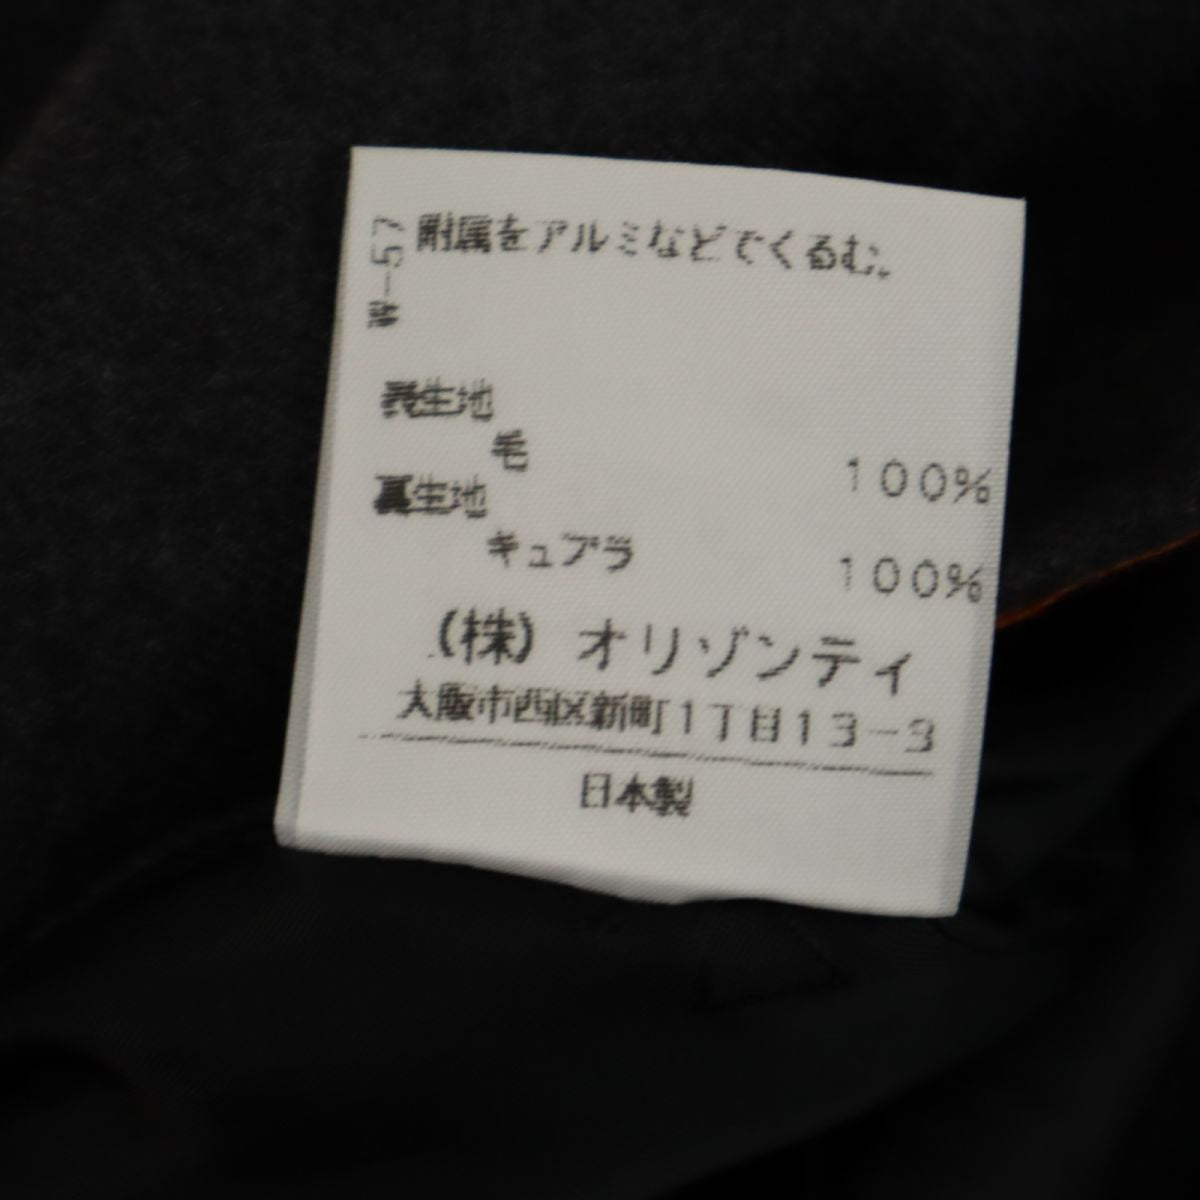 W-57
附属をアルミなどでくるむ。
表生地
毛 100%
裏生地
キュプラ 100%
(株) オリゾンティ
大阪市西区新町1丁目13-3
日本製